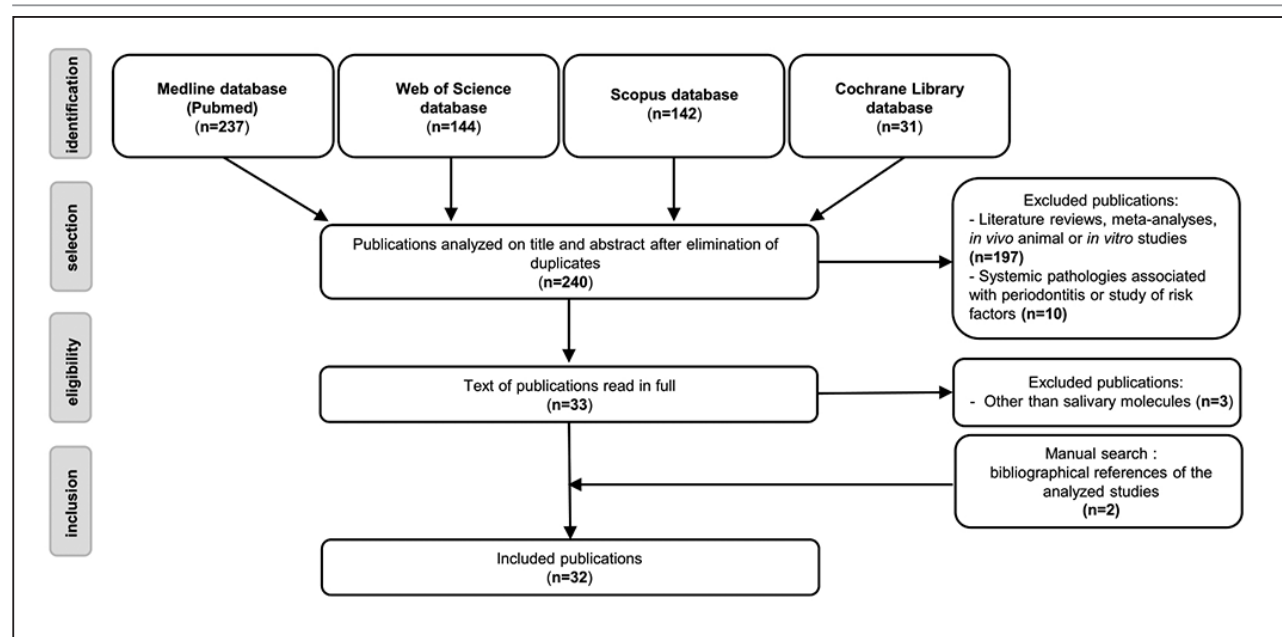 identification
Medline database
(Pubmed)
(n=237)
Web of Science
database
(n=144)
Scopus database
(n=142)
Cochrane Library
database
(n=31)
selection
Publications analyzed on title and abstract after elimination of
duplicates
(n=240)
Excluded publications:
- Literature reviews, meta-analyses,
in vivo animal or in vitro studies
(n=197)
- Systemic pathologies associated
with periodontitis or study of risk
factors (n=10)
eligibility
Text of publications read in full
(n=33)
Excluded publications:
- Other than salivary molecules (n=3)
inclusion
Manual search :
bibliographical references of the
analyzed studies
(n=2)
Included publications
(n=32)